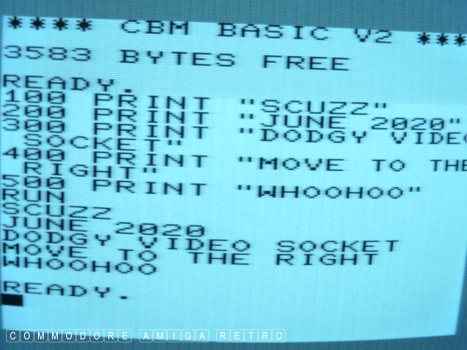 **** CBM BASIC V2 ***
3583 BYTES FREE
READY.
100 PRINT "SCUZZ"
200 PRINT "JUNE 2020"
300 PRINT "DODGY VIDEO
SOCKET"
400 PRINT "MOVE TO THE
RIGHT"
500 PRINT "WHOOHOO"
RUN
SCUZZ
JUNE 2020
DODGY VIDEO SOCKET
MOVE TO THE RIGHT
WHOOHOO
READY.
COMMODORE AMIGA RETRO